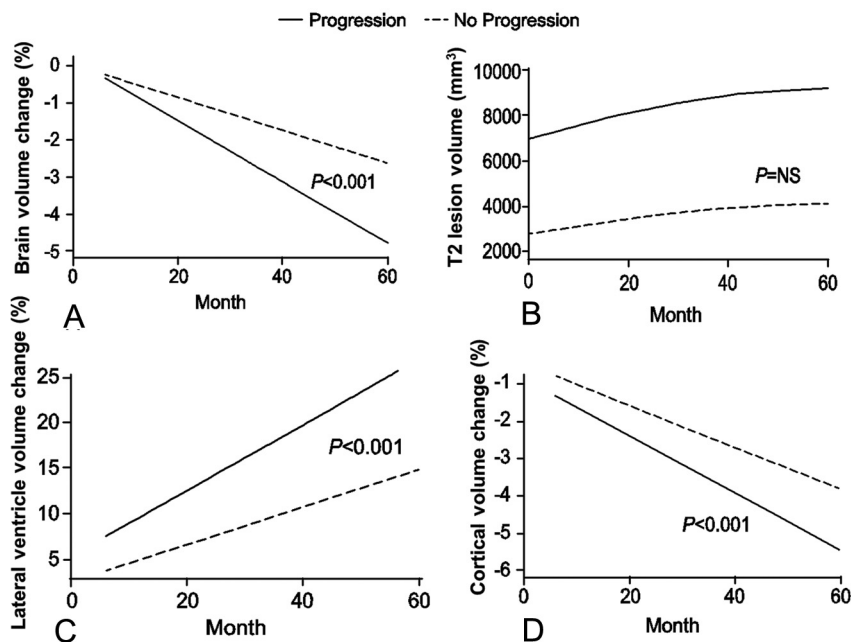 Progression No Progression
Brain volume change (%)
0
-1
-2
-3
-4
-5
P<0.001
0 20 40 60
Month
A
T2 lesion volume (mm³)
10000
8000
6000
4000
2000
P=NS
0 20 40 60
Month
B
Lateral ventricle volume change (%)
25
20
15
10
5
P<0.001
0 20 40 60
Month
C
Cortical volume change (%)
-1
-2
-3
-4
-5
-6
P<0.001
0 20 40 60
Month
D